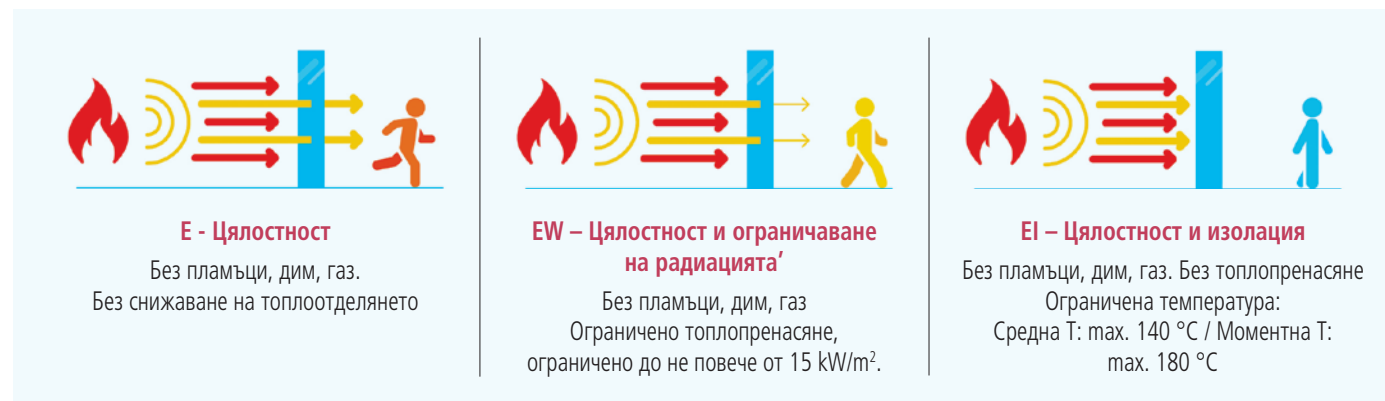 E - Цялостност
Без пламъци, дим, газ.
Без снижаване на топлоотделянето
EW – Цялостност и ограничаване
на радиацията’
Без пламъци, дим, газ
Ограничено топлопренасяне,
ограничено до не повече от 15 kW/m².
EI – Цялостност и изолация
Без пламъци, дим, газ. Без топлопренасяне
Ограничена температура:
Средна Т: max. 140 °C / Моментна Т:
max. 180 °C